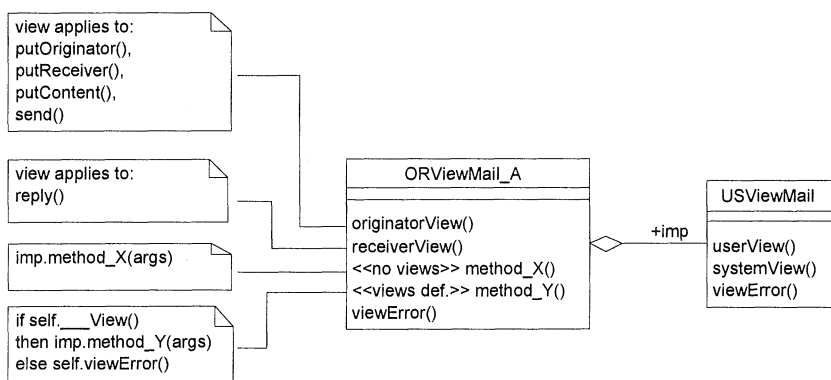 view applies to:
putOriginator(),
putReceiver(),
putContent(),
send()
view applies to:
reply()
imp.method_X(args)
if self.___View()
then imp.method_Y(args)
else self.viewError()
ORViewMail_A
originatorView()
receiverView()
<<no views>> method_X()
<<views def.>> method_Y()
viewError()
+imp
USViewMail
userView()
systemView()
viewError()